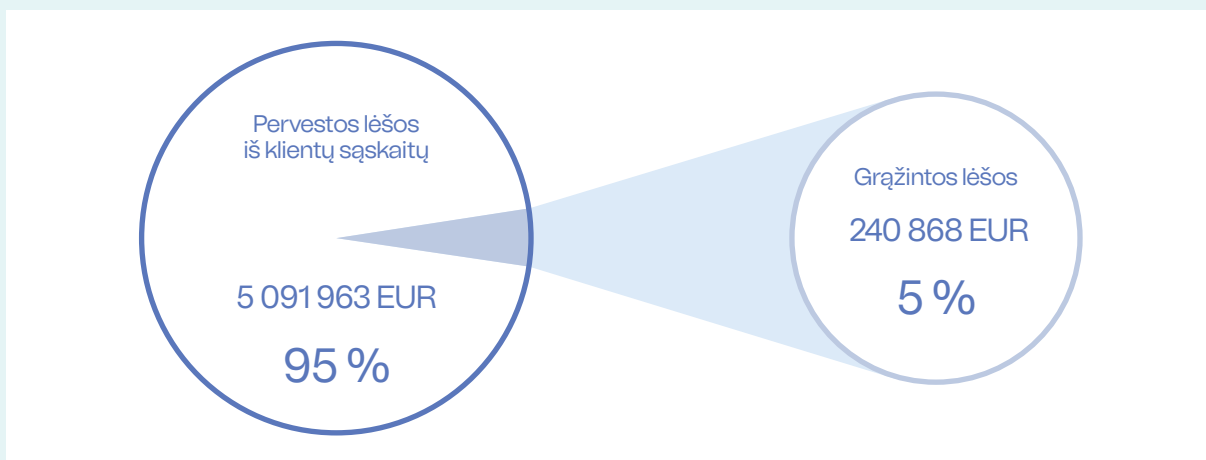 Pervestos lėšos
iš klientų sąskaitų
5 091 963 EUR
95 %
Grąžintos lėšos
240 868 EUR
5 %